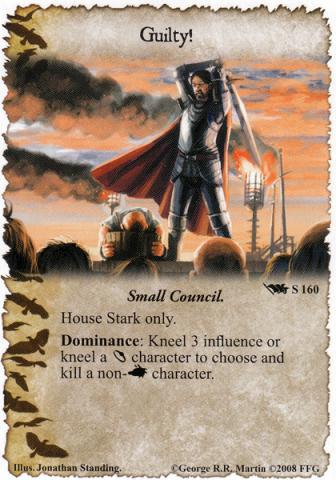 Guilty!
S 160
Small Council.
House Stark only.
Dominance: Kneel 3 influence or
kneel a character to choose and
kill a non- character.
Illus. Jonathan Standing. ©George R.R. Martin ©2008 FFG